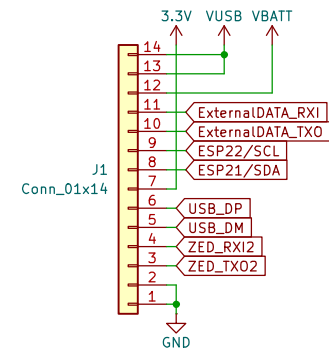 3.3V VUSB VBATT
14
13
12
11 ExternalDATA_RXI
10 ExternalDATA_TXO
9 ESP22/SCL
J1 8 ESP21/SDA
Conn_01x14 7
6 USB_DP
5 USB_DM
4 ZED_RXI2
3 ZED_TXO2
2
1
GND